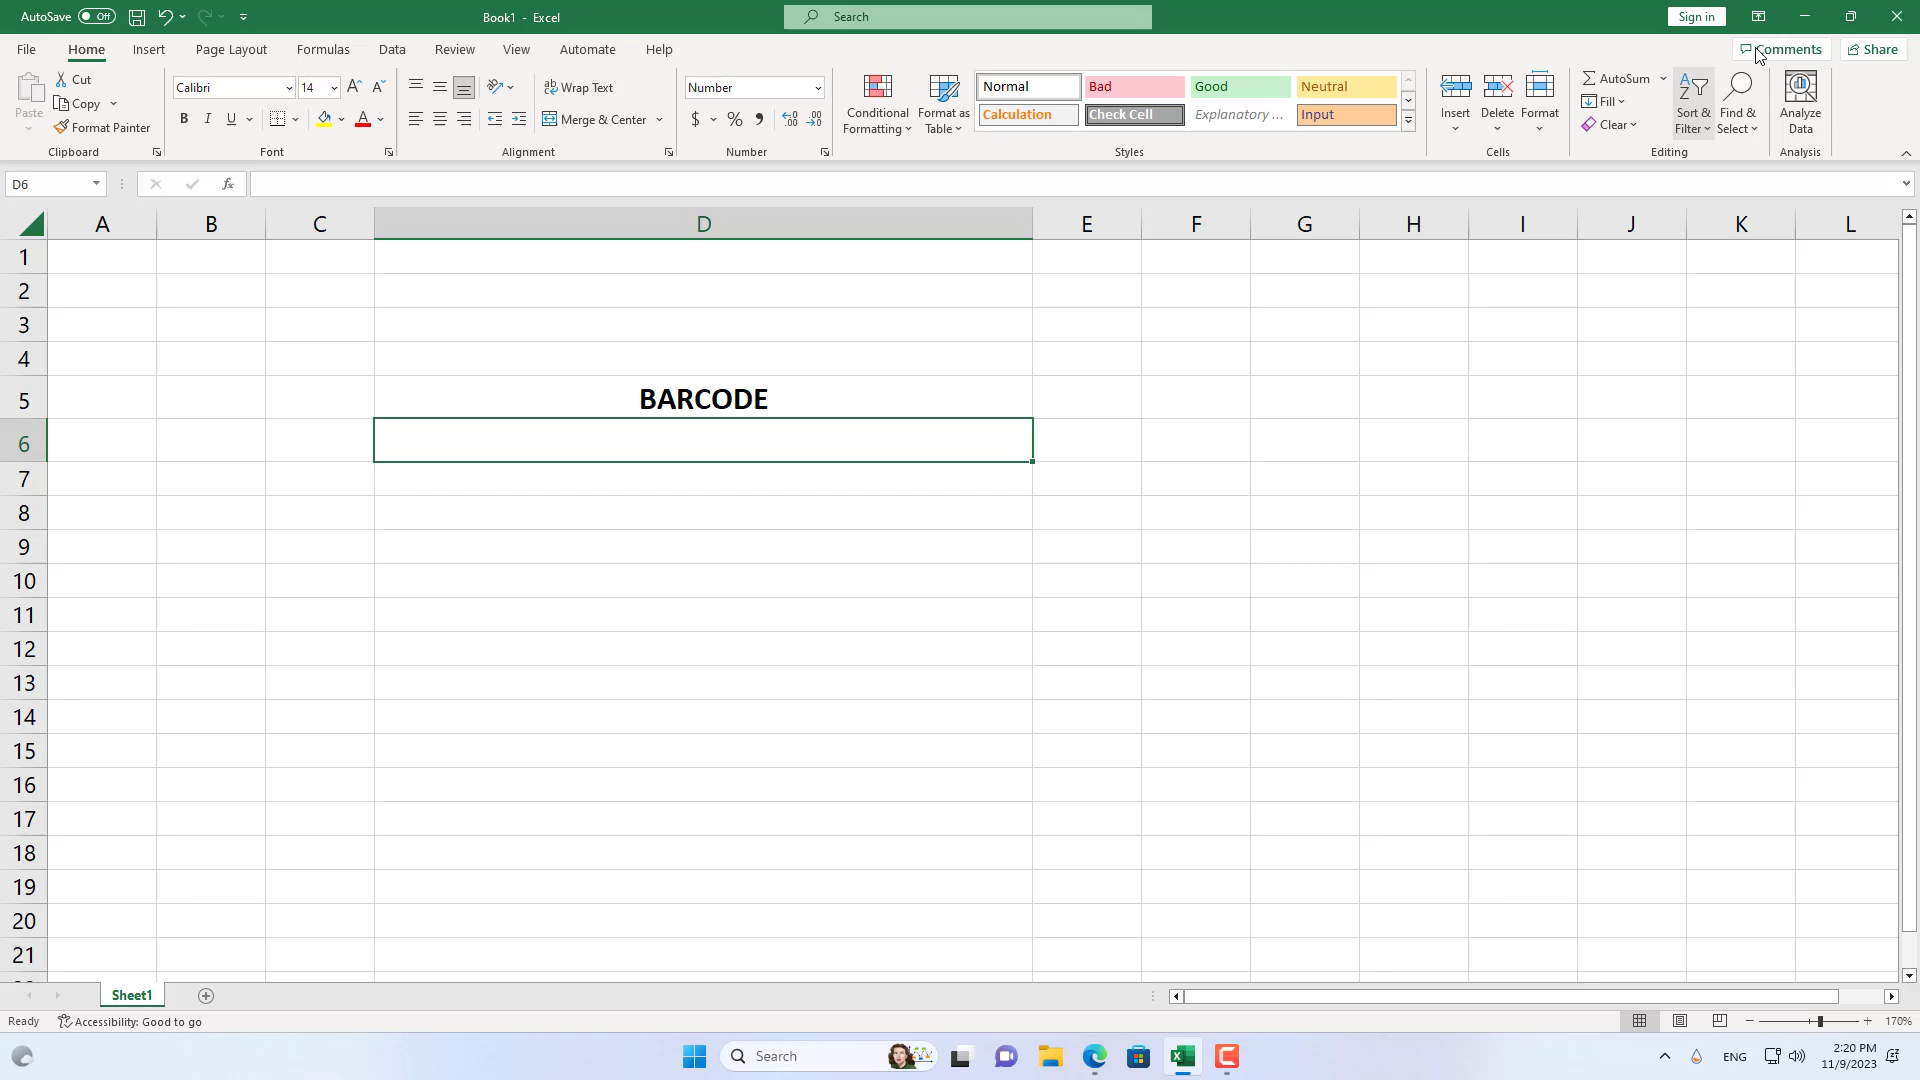 AutoSave Off Book1 - Excel Search Sign in
File Home Insert Page Layout Formulas Data Review View Automate Help Comments Share
Paste Cut Copy Format Painter
Clipboard
Calibri 14 A A
B I U A
Font
Wrap Text
Merge & Center
Alignment
Number
$ %
Number
Conditional Formatting
Format as Table
Normal Bad Good Neutral
Calculation Check Cell Explanatory ... Input
Styles
Insert Delete Format
Cells
AutoSum
Fill
Clear
Sort & Filter
Find & Select
Editing
Analyze Data
Analysis
D6 fx
A B C D E F G H I J K L
1
2
3
4
5 BARCODE
6
7
8
9
10
11
12
13
14
15
16
17
18
19
20
21
Sheet1
Ready Accessibility: Good to go 170%
Search ENG 2:20 PM
11/9/2023